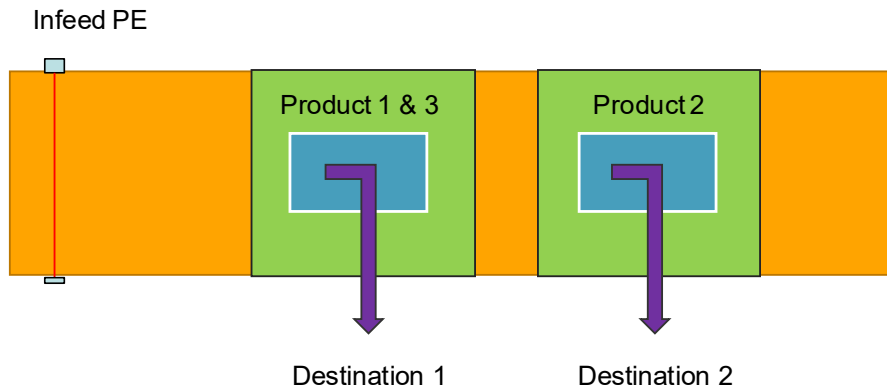 Infeed PE
Product 1 & 3
Product 2
Destination 1
Destination 2